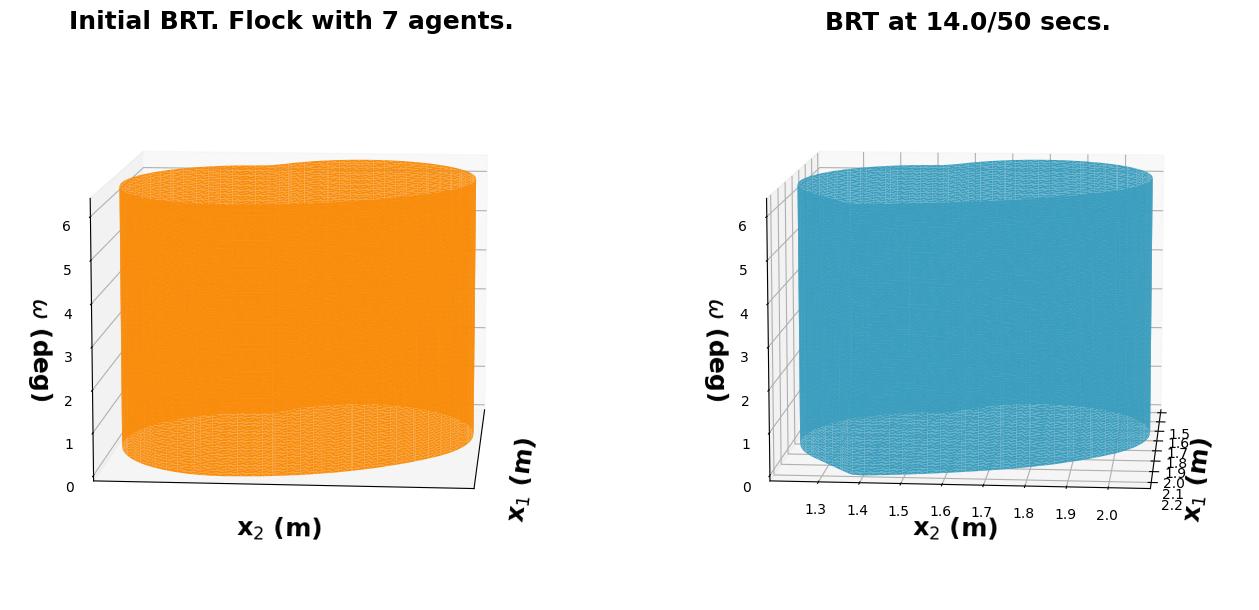 Initial BRT. Flock with 7 agents.
6
5
4
3
2
1
0
ω (deg)
x₂ (m)
x₁ (m)
BRT at 14.0/50 secs.
6
5
4
3
2
1
0
ω (deg)
1.3 1.4 1.5 1.6 1.7 1.8 1.9 2.0
x₂ (m)
1.5
1.6
1.7
1.8
1.9
2.0
2.1
2.2
x₁ (m)